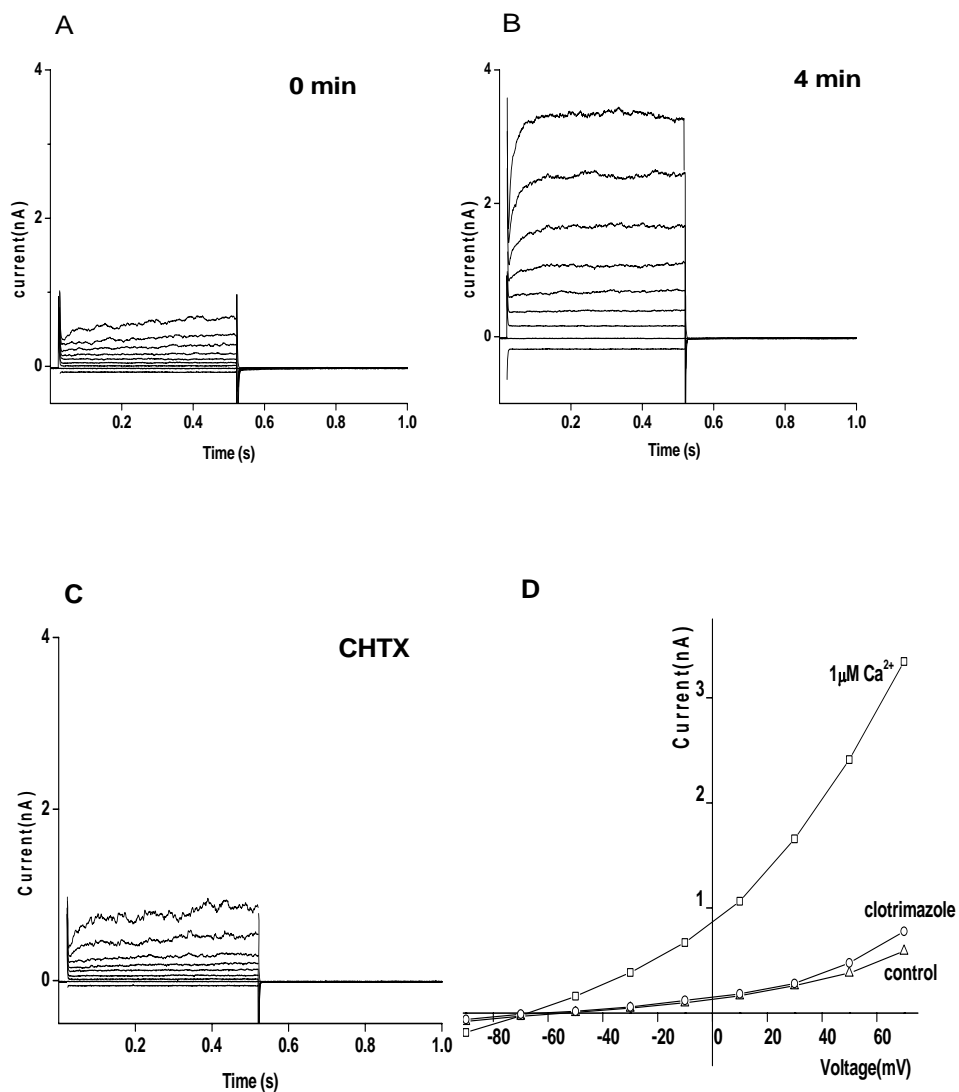 A
0 min
4
2
0
current(nA)
0.2 0.4 0.6 0.8 1.0
Time (s)
B
4 min
4
2
0
current(nA)
0.2 0.4 0.6 0.8 1.0
Time (s)
C
CHTX
4
2
0
Current(nA)
0.2 0.4 0.6 0.8 1.0
Time (s)
D
Current(nA)
1μM Ca²⁺
3
2
1
clotrimazole
control
-80 -60 -40 -20 0 20 40 60
Voltage(mV)